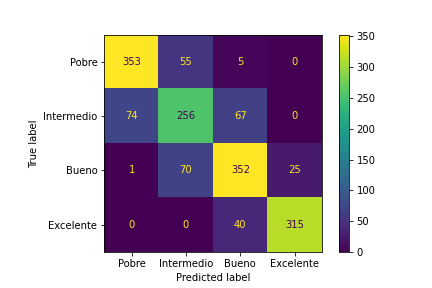 True label
Pobre 353 55 5 0
Intermedio 74 256 67 0
Bueno 1 70 352 25
Excelente 0 0 40 315
Pobre Intermedio Bueno Excelente
Predicted label
350
300
250
200
150
100
50
0